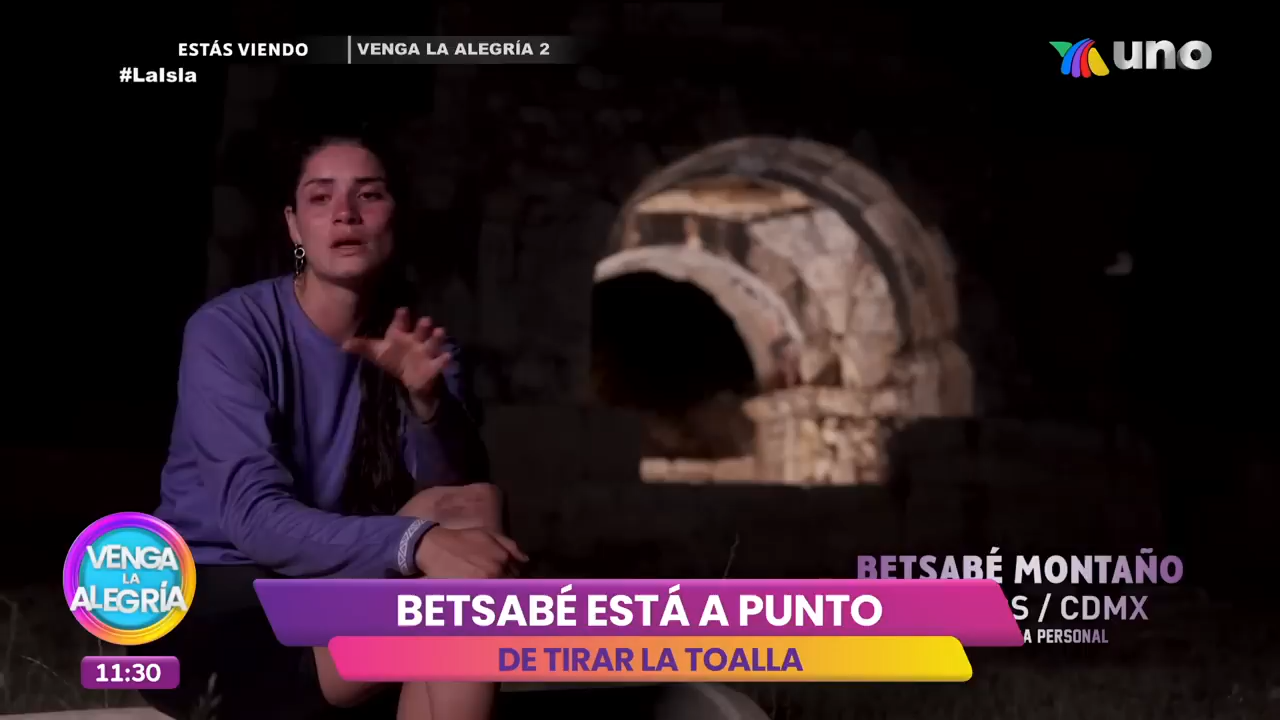 ESTÁS VIENDO
VENGA LA ALEGRÍA 2
#LaIsla
uno
BETSABÉ MONTAÑO
S / CDMX
A PERSONAL
VENGA
LA
ALEGRÍA
BETSABÉ ESTÁ A PUNTO
DE TIRAR LA TOALLA
11:30